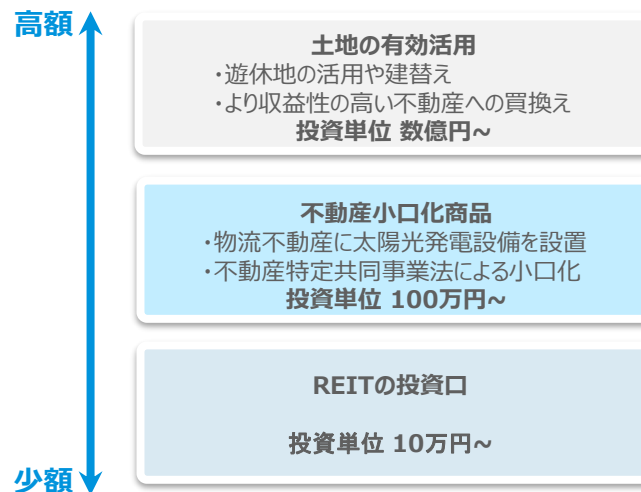 高額
土地の有効活用
・遊休地の活用や建替え
・より収益性の高い不動産への買換え
投資単位 数億円~
不動産小口化商品
・物流不動産に太陽光発電設備を設置
・不動産特定共同事業法による小口化
投資単位 100万円~
REITの投資口
投資単位 10万円~
少額